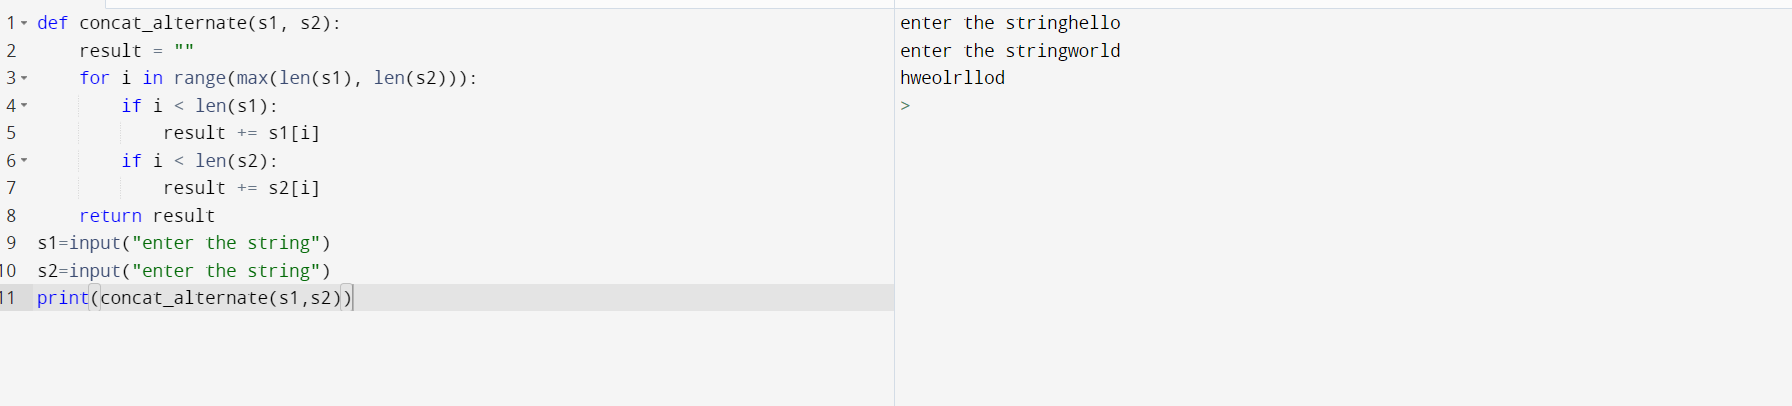 1 def concat_alternate(s1, s2):
2     result = ""
3     for i in range(max(len(s1), len(s2))):
4         if i < len(s1):
5             result += s1[i]
6         if i < len(s2):
7             result += s2[i]
8     return result
9 s1=input("enter the string")
10 s2=input("enter the string")
11 print(concat_alternate(s1,s2))
enter the stringhello
enter the stringworld
hweolrllod
>